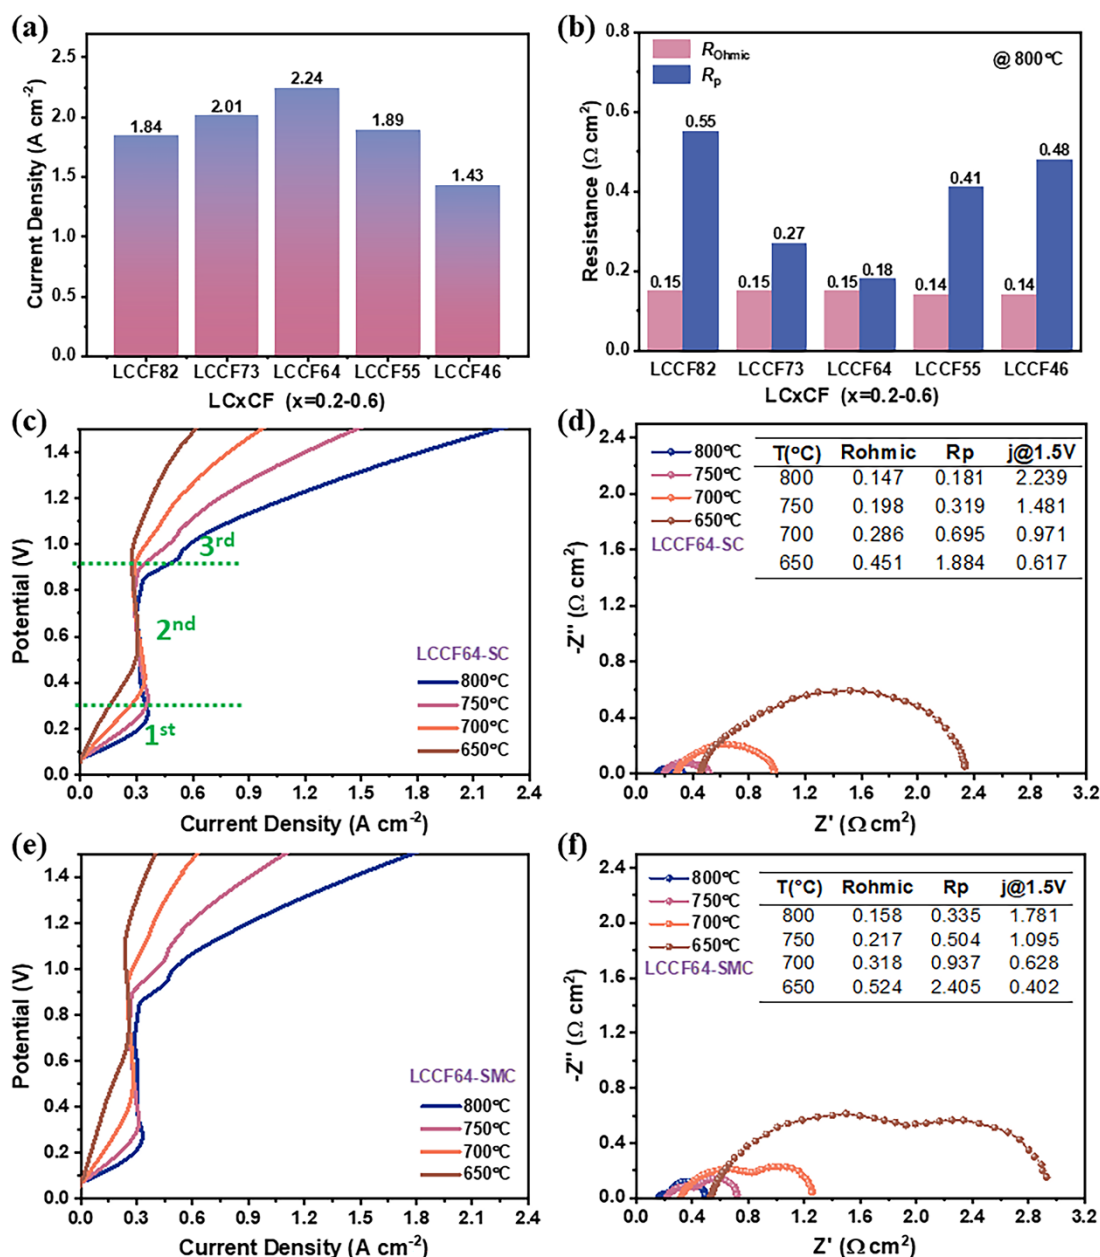 (a)
2.5
2.0
1.5
1.0
0.5
0.0
Current Density (A cm-2)
1.84
2.01
2.24
1.89
1.43
LCCF82 LCCF73 LCCF64 LCCF55 LCCF46
LCxCF (x=0.2-0.6)
(b)
0.8
0.6
0.4
0.2
0.0
Resistance (Ω cm2)
ROhmic
Rp
@ 800°C
0.15 0.55
0.15 0.27
0.15 0.18
0.14 0.41
0.14 0.48
LCCF82 LCCF73 LCCF64 LCCF55 LCCF46
LCxCF (x=0.2-0.6)
(c)
1.4
1.2
1.0
0.8
0.6
0.4
0.2
0.0
Potential (V)
3rd
2nd
1st
LCCF64-SC
800°C
750°C
700°C
650°C
0.0 0.3 0.6 0.9 1.2 1.5 1.8 2.1 2.4
Current Density (A cm-2)
(d)
2.4
2.0
1.6
1.2
0.8
0.4
0.0
-Z'' (Ω cm2)
800°C
750°C
700°C
650°C
LCCF64-SC
T(°C) Rohmic Rp j@1.5V
800 0.147 0.181 2.239
750 0.198 0.319 1.481
700 0.286 0.695 0.971
650 0.451 1.884 0.617
0.0 0.4 0.8 1.2 1.6 2.0 2.4 2.8 3.2
Z' (Ω cm2)
(e)
1.4
1.2
1.0
0.8
0.6
0.4
0.2
0.0
Potential (V)
LCCF64-SMC
800°C
750°C
700°C
650°C
0.0 0.3 0.6 0.9 1.2 1.5 1.8 2.1 2.4
Current Density (A cm-2)
(f)
2.4
2.0
1.6
1.2
0.8
0.4
0.0
-Z'' (Ω cm2)
800°C
750°C
700°C
650°C
LCCF64-SMC
T(°C) Rohmic Rp j@1.5V
800 0.158 0.335 1.781
750 0.217 0.504 1.095
700 0.318 0.937 0.628
650 0.524 2.405 0.402
0.0 0.4 0.8 1.2 1.6 2.0 2.4 2.8 3.2
Z' (Ω cm2)